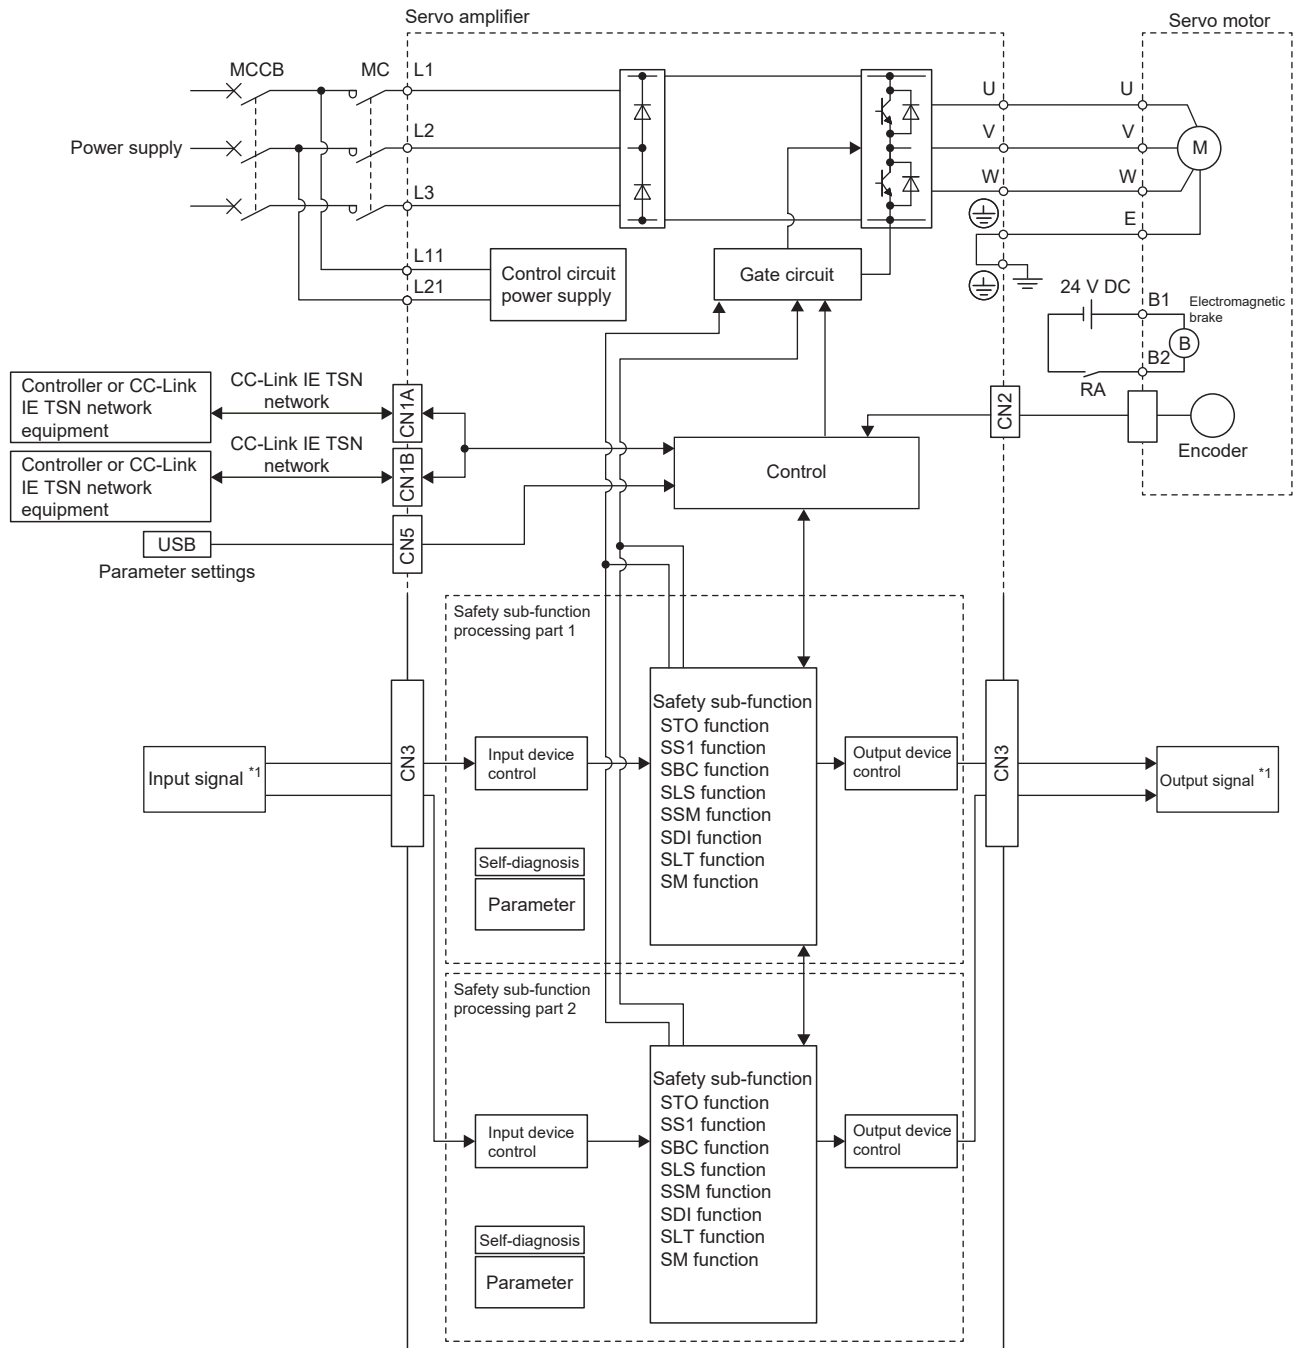 Servo amplifier
Servo motor
MCCB
MC
L1
L2
L3
Power supply
U
V
W
U
V
W
M
E
L11
L21
Control circuit
power supply
Gate circuit
24 V DC
B1
Electromagnetic
brake
B
B2
RA
Controller or CC-Link
IE TSN network
equipment
CC-Link IE TSN
network
CN1A
CN2
Encoder
Controller or CC-Link
IE TSN network
equipment
CC-Link IE TSN
network
CN1B
Control
USB
Parameter settings
CN5
Safety sub-function
processing part 1
Input signal *1
CN3
Input device
control
Safety sub-function
STO function
SS1 function
SBC function
SLS function
SSM function
SDI function
SLT function
SM function
Output device
control
CN3
Output signal *1
Self-diagnosis
Parameter
Safety sub-function
processing part 2
Input device
control
Safety sub-function
STO function
SS1 function
SBC function
SLS function
SSM function
SDI function
SLT function
SM function
Output device
control
Self-diagnosis
Parameter